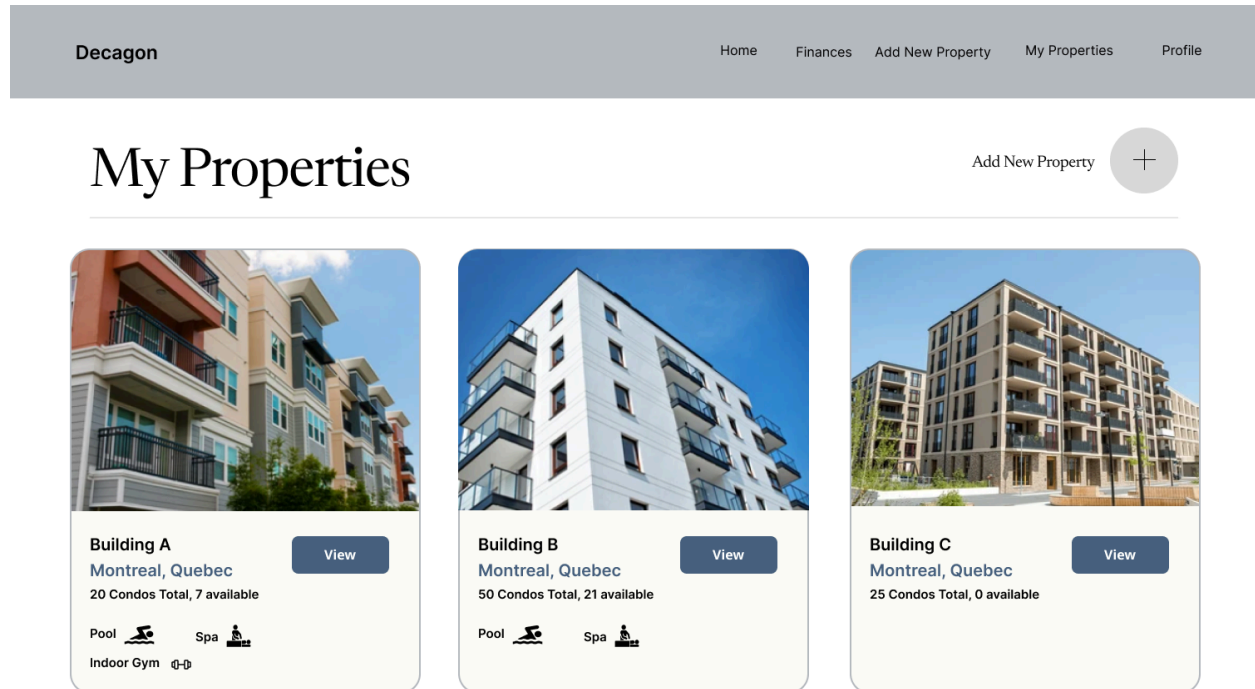 Decagon
Home Finances Add New Property My Properties Profile
My Properties
Add New Property
Building A
View
Montreal, Quebec
20 Condos Total, 7 available
Pool Spa
Indoor Gym
Building B
View
Montreal, Quebec
50 Condos Total, 21 available
Pool Spa
Building C
View
Montreal, Quebec
25 Condos Total, 0 available